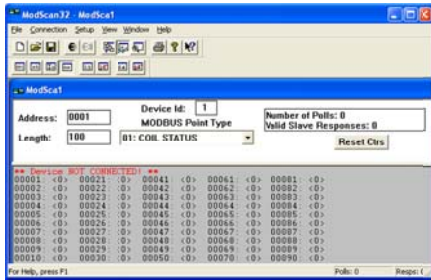 ModScan32 - ModSca1
File Connection Setup View Window Help
ModSca1
Address: 0001
Device Id: 1
MODBUS Point Type
Length: 100
01: COIL STATUS
Number of Polls: 0
Valid Slave Responses: 0
Reset Ctrs
** Device NOT CONNECTED! **
00001: <0> 00021: <0> 00041: <0> 00061: <0> 00081: <0>
00002: <0> 00022: <0> 00042: <0> 00062: <0> 00082: <0>
00003: <0> 00023: <0> 00043: <0> 00063: <0> 00083: <0>
00004: <0> 00024: <0> 00044: <0> 00064: <0> 00084: <0>
00005: <0> 00025: <0> 00045: <0> 00065: <0> 00085: <0>
00006: <0> 00026: <0> 00046: <0> 00066: <0> 00086: <0>
00007: <0> 00027: <0> 00047: <0> 00067: <0> 00087: <0>
00008: <0> 00028: <0> 00048: <0> 00068: <0> 00088: <0>
00009: <0> 00029: <0> 00049: <0> 00069: <0> 00089: <0>
00010: <0> 00030: <0> 00050: <0> 00070: <0> 00090: <0>
For Help, press F1
Polls: 0
Resps: